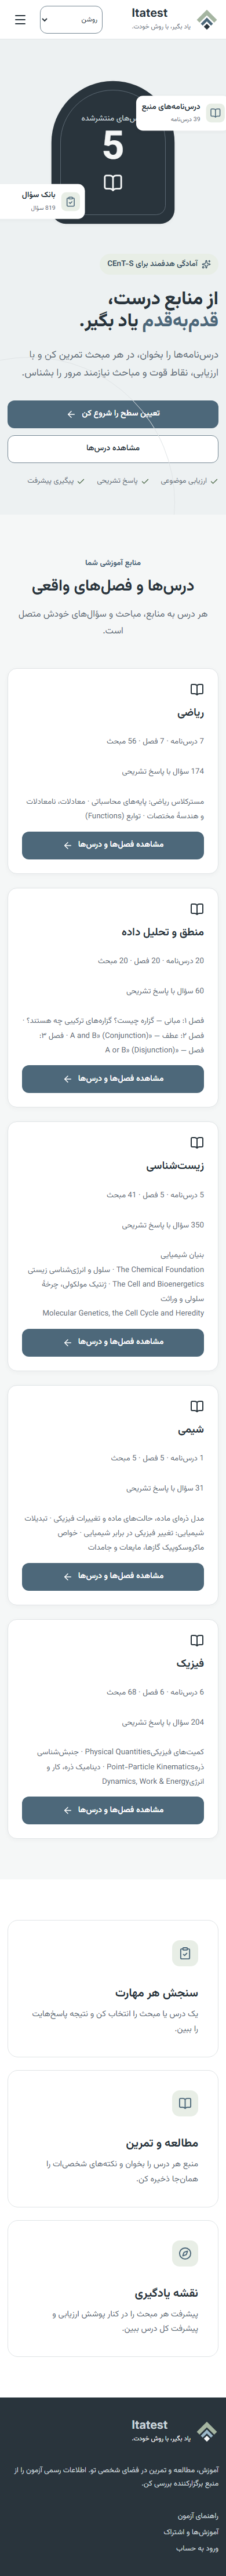 Itatest
یاد بگیر، با روش خودت.
روشن
درس‌نامه‌های منبع
39 درس‌نامه
5
بانک سؤال
819 سؤال
آمادگی هدفمند برای CEnT-S
از منابع درست،
قدم‌به‌قدم یاد بگیر.
درس‌نامه‌ها را بخوان، در هر مبحث تمرین کن و با
ارزیابی، نقاط قوت و مباحث نیازمند مرور را بشناس.
تعیین سطح را شروع کن
مشاهده درس‌ها
ارزیابی موضوعی
پاسخ تشریحی
پیگیری پیشرفت
منابع آموزشی شما
درس‌ها و فصل‌های واقعی
هر درس به منابع، مباحث و سؤال‌های خودش متصل
است.
ریاضی
7 درس‌نامه · 7 فصل · 56 مبحث
174 سؤال با پاسخ تشریحی
مسترکلاس ریاضی: پایه‌های محاسباتی · معادلات، نامعادلات
و هندسهٔ مختصات · توابع (Functions)
مشاهده فصل‌ها و درس‌ها
منطق و تحلیل داده
20 درس‌نامه · 20 فصل · 20 مبحث
60 سؤال با پاسخ تشریحی
فصل ۱: مبانی — گزاره چیست؟ گزاره‌های ترکیبی چه هستند؟ ·
فصل ۲: عطف — «A and B» (Conjunction) · فصل ۳:
فصل — «A or B» (Disjunction)
مشاهده فصل‌ها و درس‌ها
زیست‌شناسی
5 درس‌نامه · 5 فصل · 41 مبحث
350 سؤال با پاسخ تشریحی
بنیان شیمیایی
The Chemical Foundation · سلول و انرژی‌شناسی زیستی
The Cell and Bioenergetics · ژنتیک مولکولی، چرخهٔ
سلولی و وراثت
Molecular Genetics, the Cell Cycle and Heredity
مشاهده فصل‌ها و درس‌ها
شیمی
1 درس‌نامه · 5 فصل · 5 مبحث
31 سؤال با پاسخ تشریحی
مدل ذره‌ای ماده، حالت‌های ماده و تغییرات فیزیکی · تبدیلات
شیمیایی: تغییر فیزیکی در برابر شیمیایی · خواص
ماکروسکوپیک گازها، مایعات و جامدات
مشاهده فصل‌ها و درس‌ها
فیزیک
6 درس‌نامه · 6 فصل · 68 مبحث
204 سؤال با پاسخ تشریحی
کمیت‌های فیزیکیPhysical Quantities · جنبش‌شناسی
ذرهPoint-Particle Kinematics · دینامیک ذره، کار و
انرژیDynamics, Work & Energy
مشاهده فصل‌ها و درس‌ها
سنجش هر مهارت
یک درس یا مبحث را انتخاب کن و نتیجه پاسخ‌هایت
را ببین.
مطالعه و تمرین
منبع هر درس را بخوان و نکته‌های شخصی‌ات را
همان‌جا ذخیره کن.
نقشه یادگیری
پیشرفت هر مبحث را در کنار پوشش ارزیابی و
پیشرفت کل درس ببین.
Itatest
یاد بگیر، با روش خودت.
آموزش، مطالعه و تمرین در فضای شخصی تو. اطلاعات رسمی آزمون را از
منبع برگزارکننده بررسی کن.
راهنمای آزمون
آموزش‌ها و اشتراک
ورود به حساب